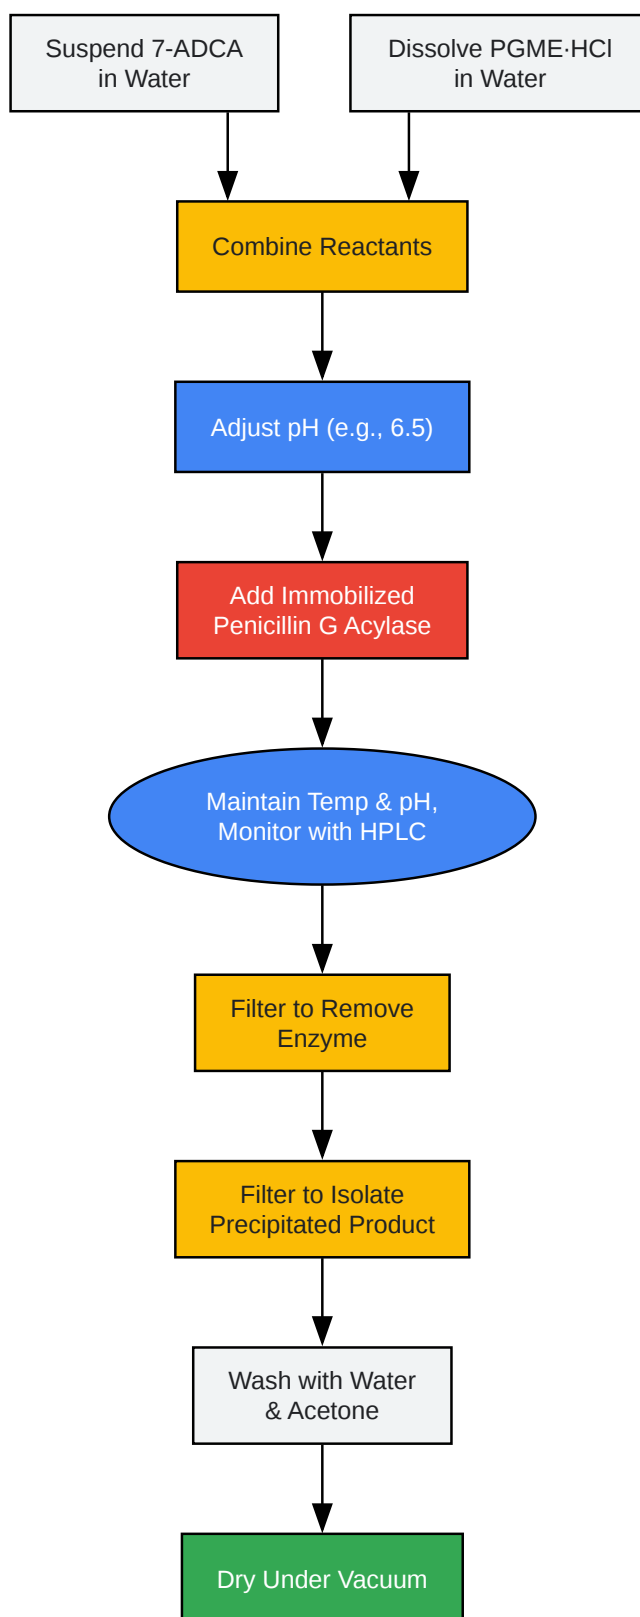 Suspend 7-ADCA
in Water
Dissolve PGME·HCl
in Water
Combine Reactants
Adjust pH (e.g., 6.5)
Add Immobilized
Penicillin G Acylase
Maintain Temp & pH,
Monitor with HPLC
Filter to Remove
Enzyme
Filter to Isolate
Precipitated Product
Wash with Water
& Acetone
Dry Under Vacuum